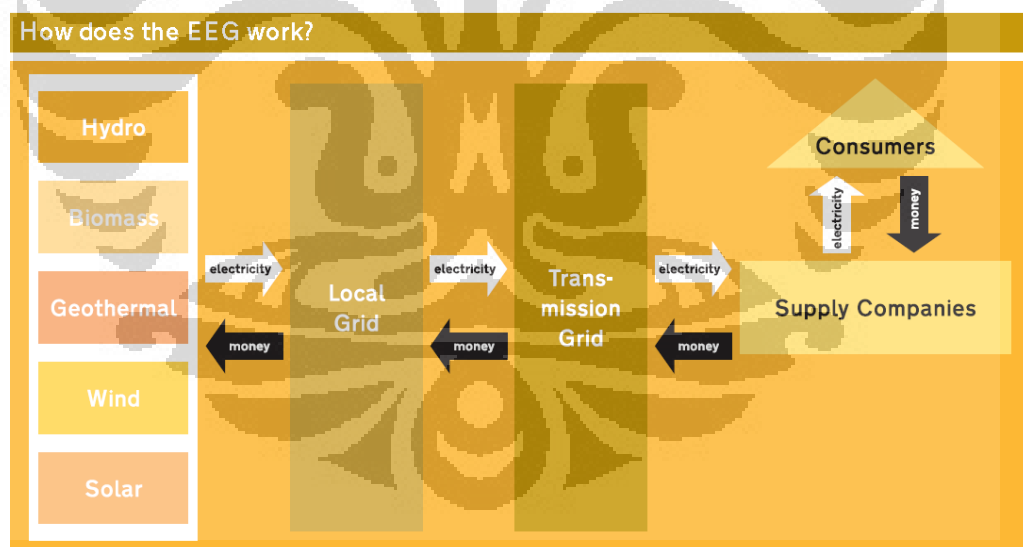 How does the EEG work?
Hydro
Biomass
Geothermal
Wind
Solar
electricity
money
Local
Grid
electricity
money
Trans-
mission
Grid
electricity
money
Consumers
electricity
money
Supply Companies